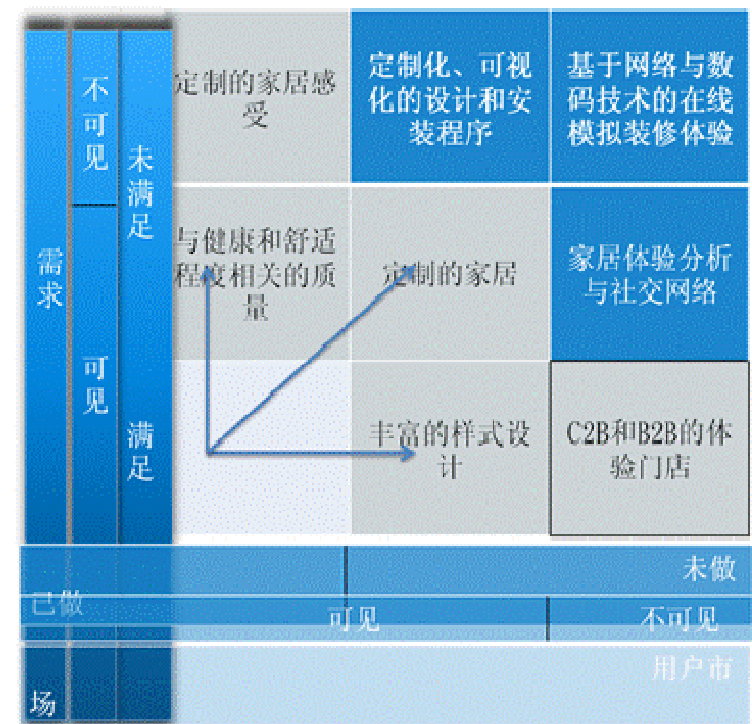 定制的家居感
受
定制化、可视
化的设计和安
装程序
基于网络与数
码技术的在线
模拟装修体验
与健康和舒适
程度相关的质
量
定制的家居
家居体验分析
与社交网络
丰富的样式设
计
C2B和B2B的体
验门店
需求
不可见
可见
未满足
满足
未做
已做
可见
不可见
用户市
场